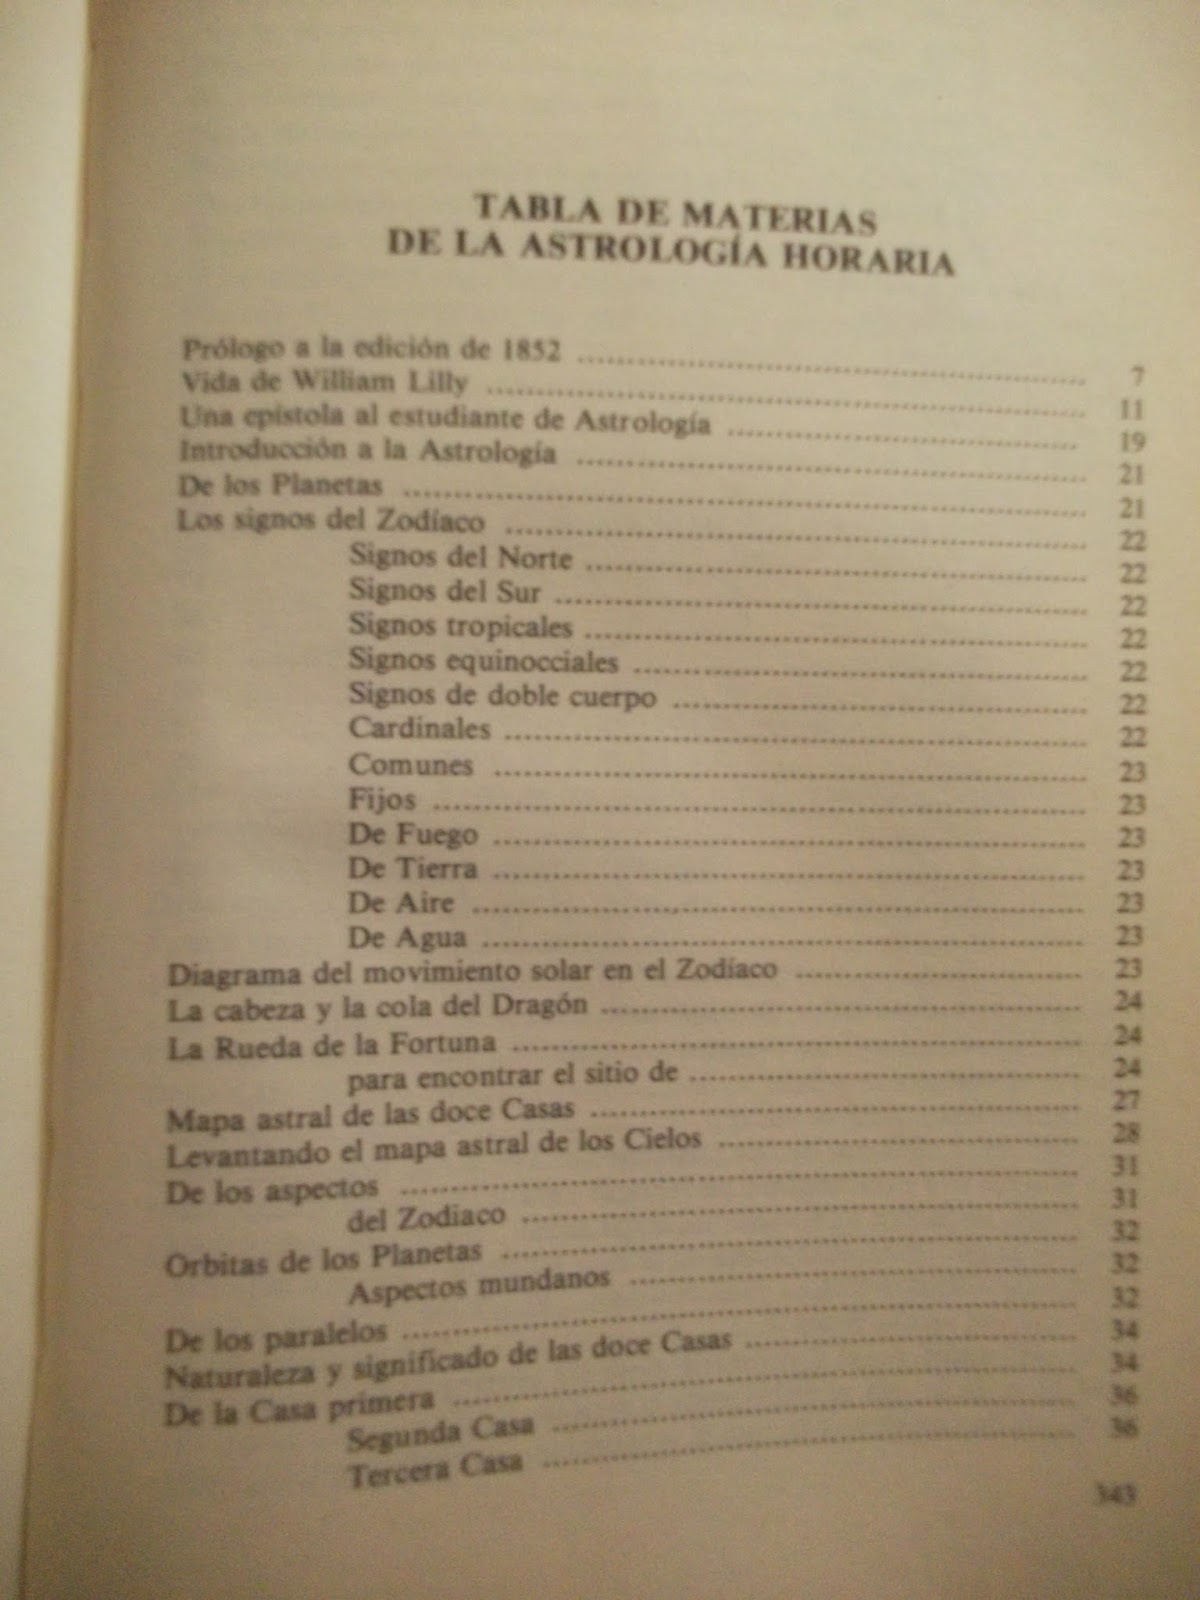 TABLA DE MATERIAS
DE LA ASTROLOGÍA HORARIA
Prólogo a la edición de 1852 ........ 7
Vida de William Lilly ........ 11
Una epístola al estudiante de Astrología ........ 19
Introducción a la Astrología ........ 21
De los Planetas ........ 21
Los signos del Zodíaco ........ 22
Signos del Norte ........ 22
Signos del Sur ........ 22
Signos tropicales ........ 22
Signos equinocciales ........ 22
Signos de doble cuerpo ........ 22
Cardinales ........ 22
Comunes ........ 23
Fijos ........ 23
De Fuego ........ 23
De Tierra ........ 23
De Aire ........ 23
De Agua ........ 23
Diagrama del movimiento solar en el Zodíaco ........ 23
La cabeza y la cola del Dragón ........ 24
La Rueda de la Fortuna ........ 24
para encontrar el sitio de ........ 24
Mapa astral de las doce Casas ........ 27
Levantando el mapa astral de los Cielos ........ 28
De los aspectos ........ 31
del Zodiaco ........ 31
Orbitas de los Planetas ........ 32
Aspectos mundanos ........ 32
De los paralelos ........ 32
Naturaleza y significado de las doce Casas ........ 34
De la Casa primera ........ 34
Segunda Casa ........ 36
Tercera Casa ........ 36
343